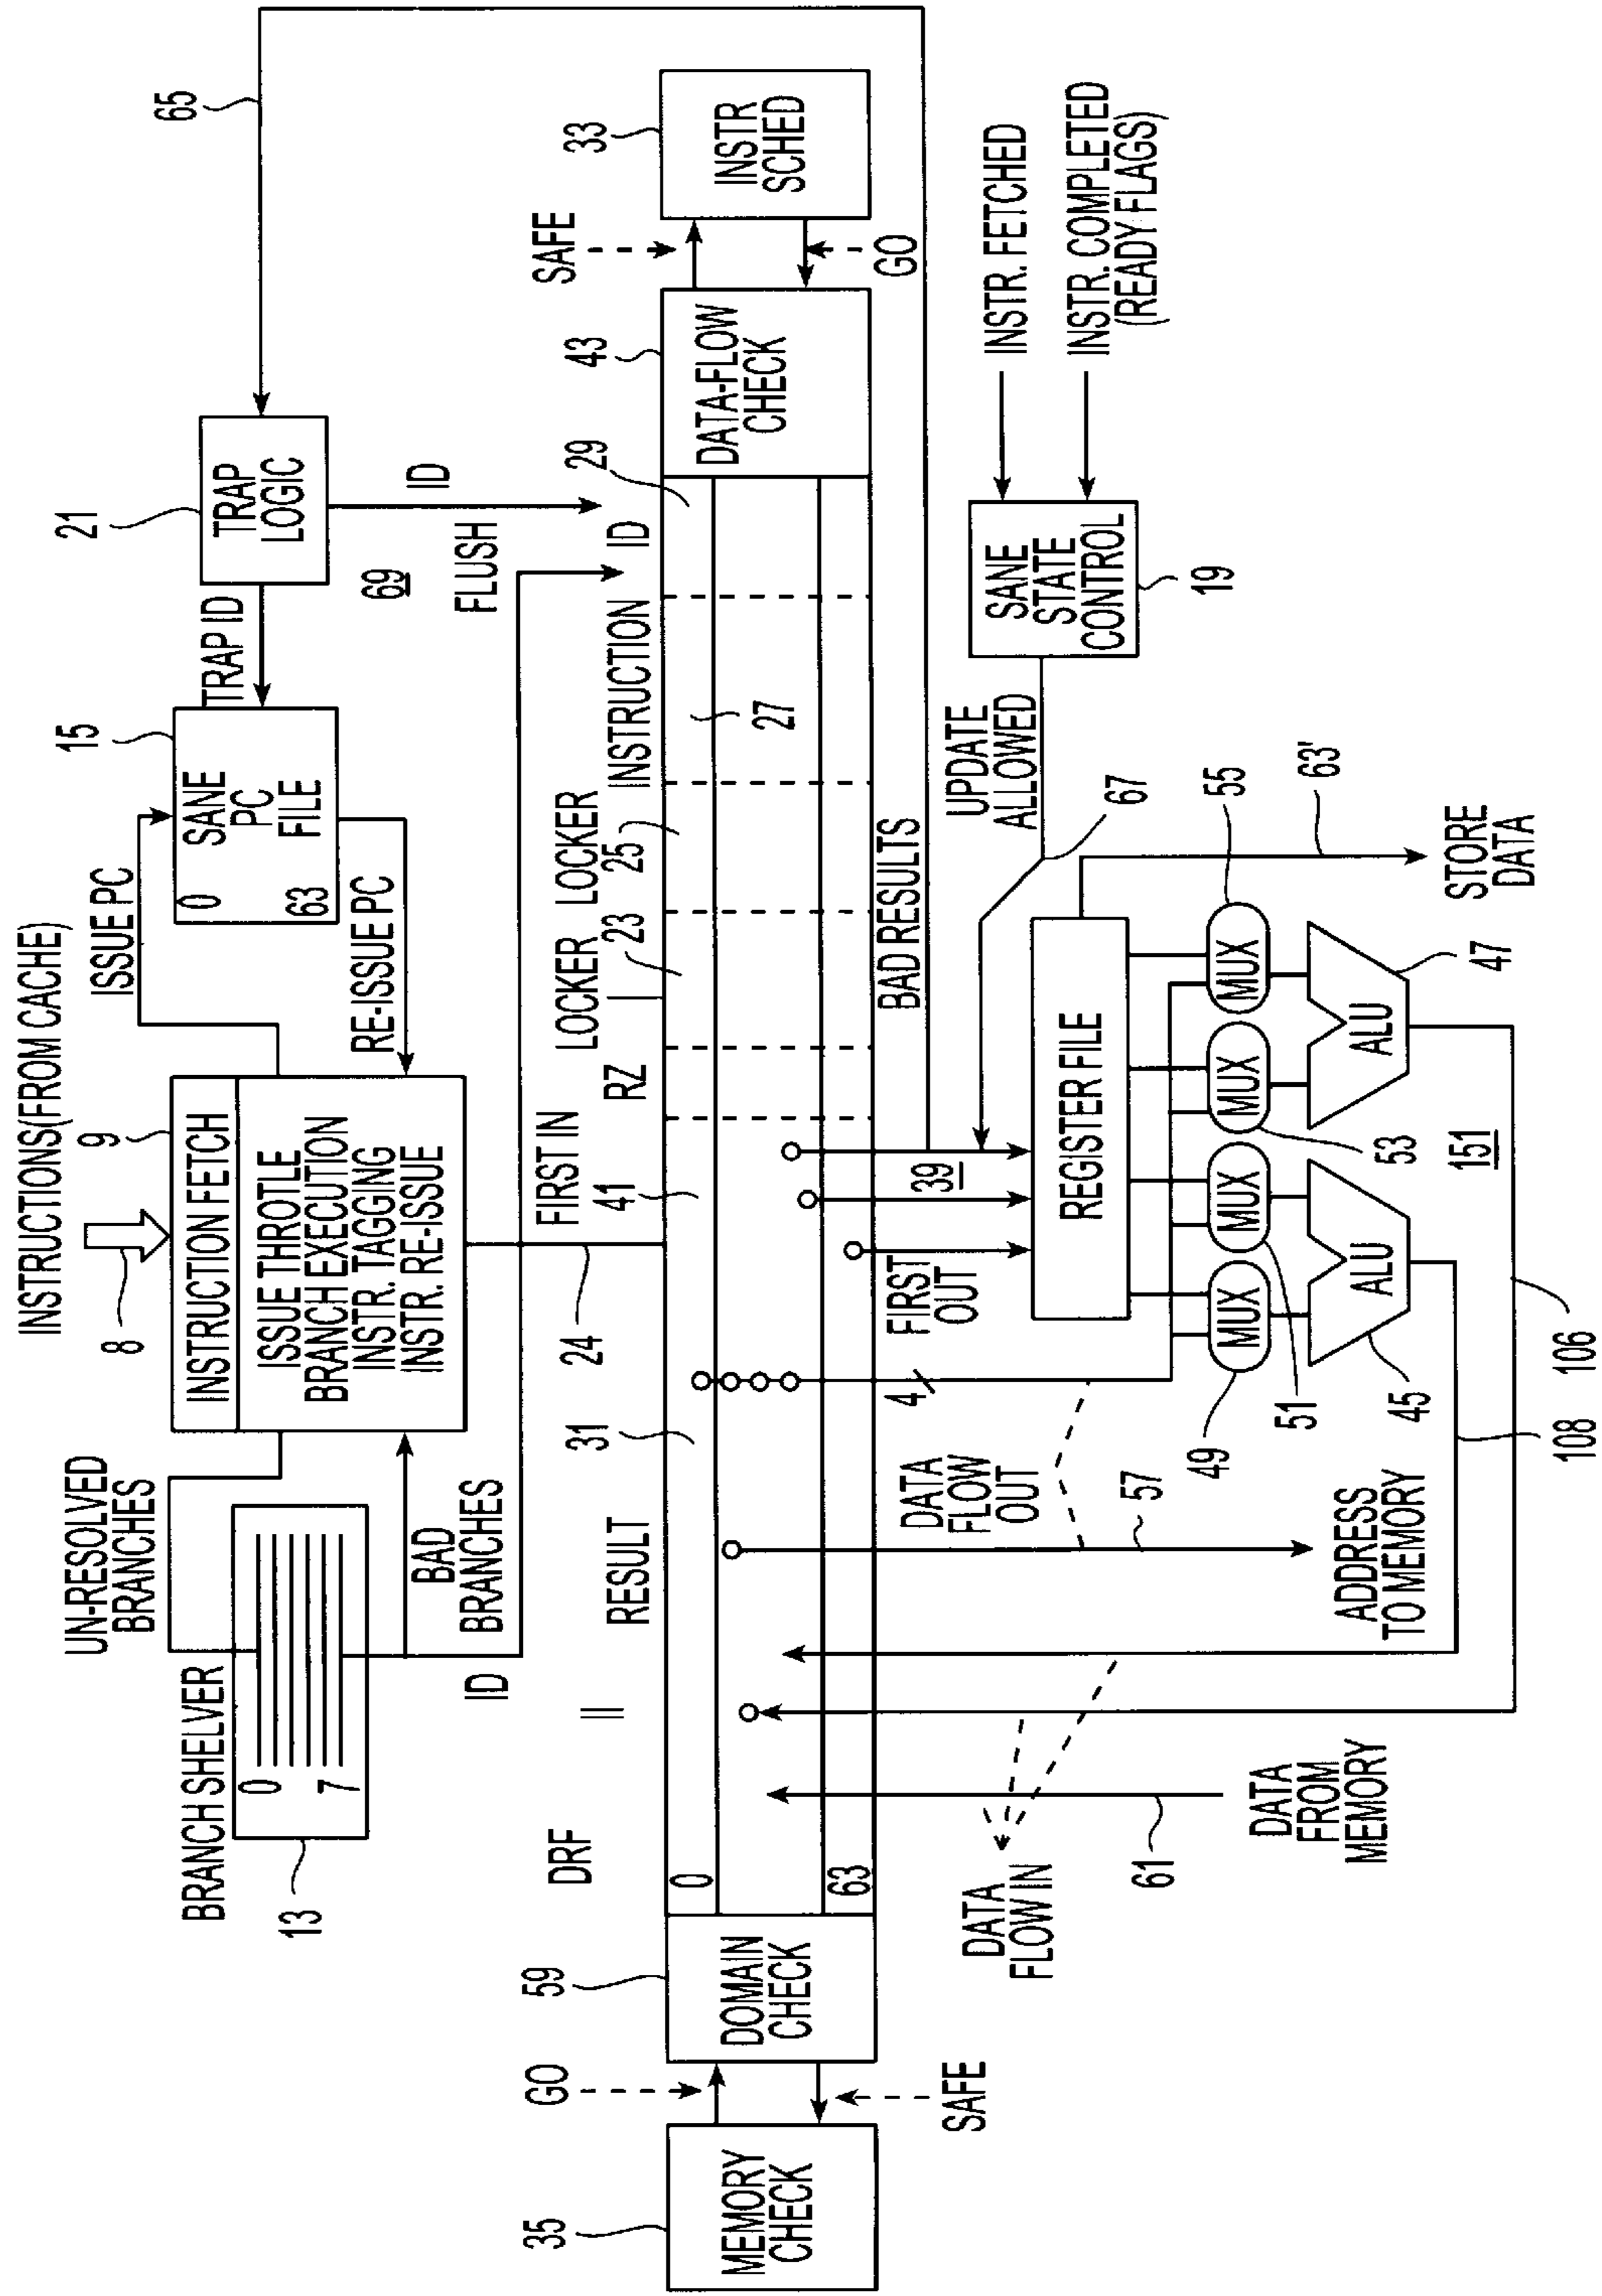 INSTRUCTIONS(FROM CACHE)
8
9
INSTRUCTION FETCH
ISSUE THROTLE
BRANCH EXECUTION
INSTR. TAGGING
INSTR. RE-ISSUE
ISSUE PC
RE-ISSUE PC
15
0
SANE
PC
FILE
63
TRAP ID
21
TRAP
LOGIC
65
69
ID
FLUSH
UN-RESOLVED
BRANCHES
BRANCH SHELVER
0
7
13
BAD
BRANCHES
ID
FIRST IN
24
DRF
||
RESULT
31
41
RZ
LOCKER
23
LOCKER
25
INSTRUCTION
27
ID
29
0
63
35
MEMORY
CHECK
GO
SAFE
59
DOMAIN
CHECK
43
DATA-FLOW
CHECK
SAFE
GO
33
INSTR
SCHED
BAD RESULTS
39
FIRST
OUT
4
DATA
FLOW
OUT
57
ADDRESS
TO MEMORY
DATA
FLOW IN
61
DATA
FROM
MEMORY
REGISTER FILE
UPDATE
ALLOWED
67
SANE
STATE
CONTROL
19
INSTR. FETCHED
INSTR. COMPLETED
(READY FLAGS)
63'
STORE
DATA
MUX
49
MUX
51
MUX
53
MUX
55
ALU
45
ALU
47
151
106
108